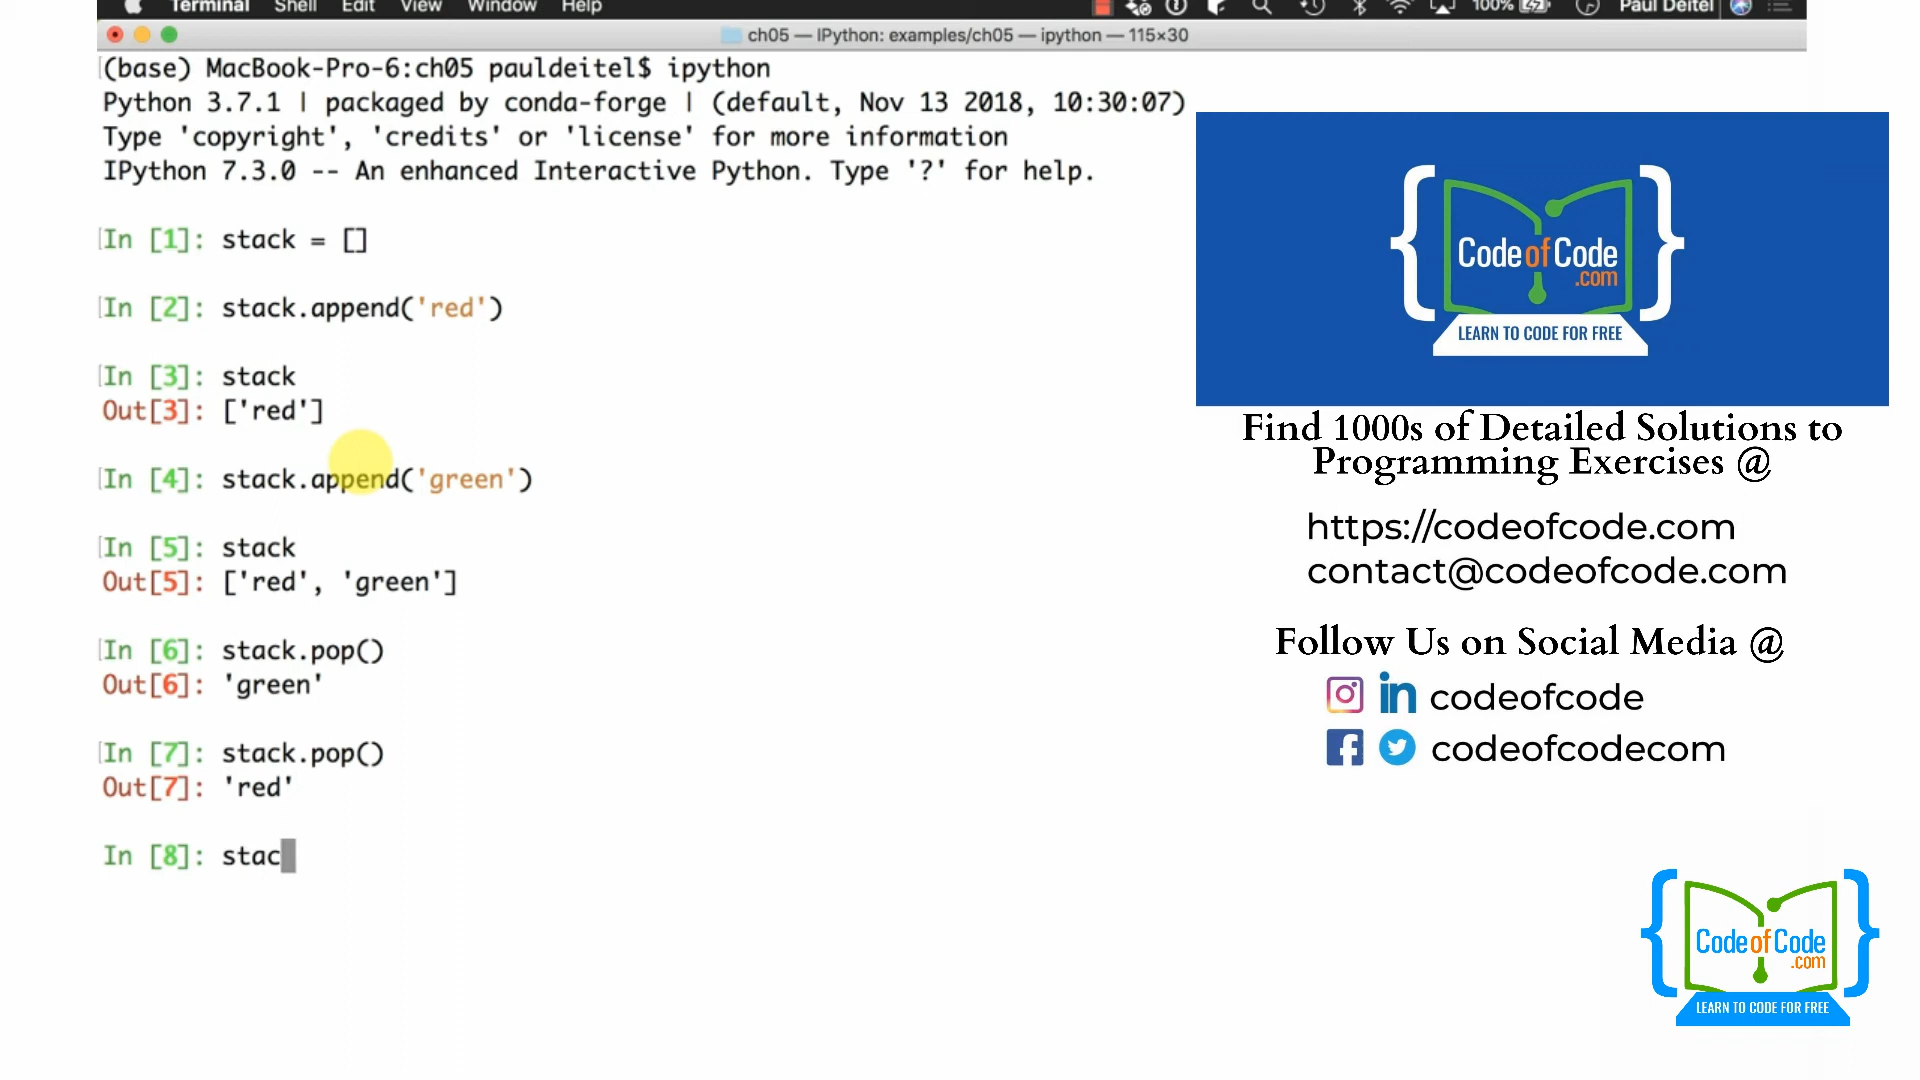 Terminal Shell Edit View Window Help 100% Paul Deitel
ch05 — IPython: examples/ch05 — ipython — 115×30
(base) MacBook-Pro-6:ch05 pauldeitel$ ipython
Python 3.7.1 | packaged by conda-forge | (default, Nov 13 2018, 10:30:07)
Type 'copyright', 'credits' or 'license' for more information
IPython 7.3.0 -- An enhanced Interactive Python. Type '?' for help.
In [1]: stack = []
In [2]: stack.append('red')
In [3]: stack
Out[3]: ['red']
In [4]: stack.append('green')
In [5]: stack
Out[5]: ['red', 'green']
In [6]: stack.pop()
Out[6]: 'green'
In [7]: stack.pop()
Out[7]: 'red'
In [8]: stac
CodeofCode
.com
LEARN TO CODE FOR FREE
Find 1000s of Detailed Solutions to
Programming Exercises @
https://codeofcode.com
contact@codeofcode.com
Follow Us on Social Media @
in codeofcode
f codeofcodecom
CodeofCode
.com
LEARN TO CODE FOR FREE